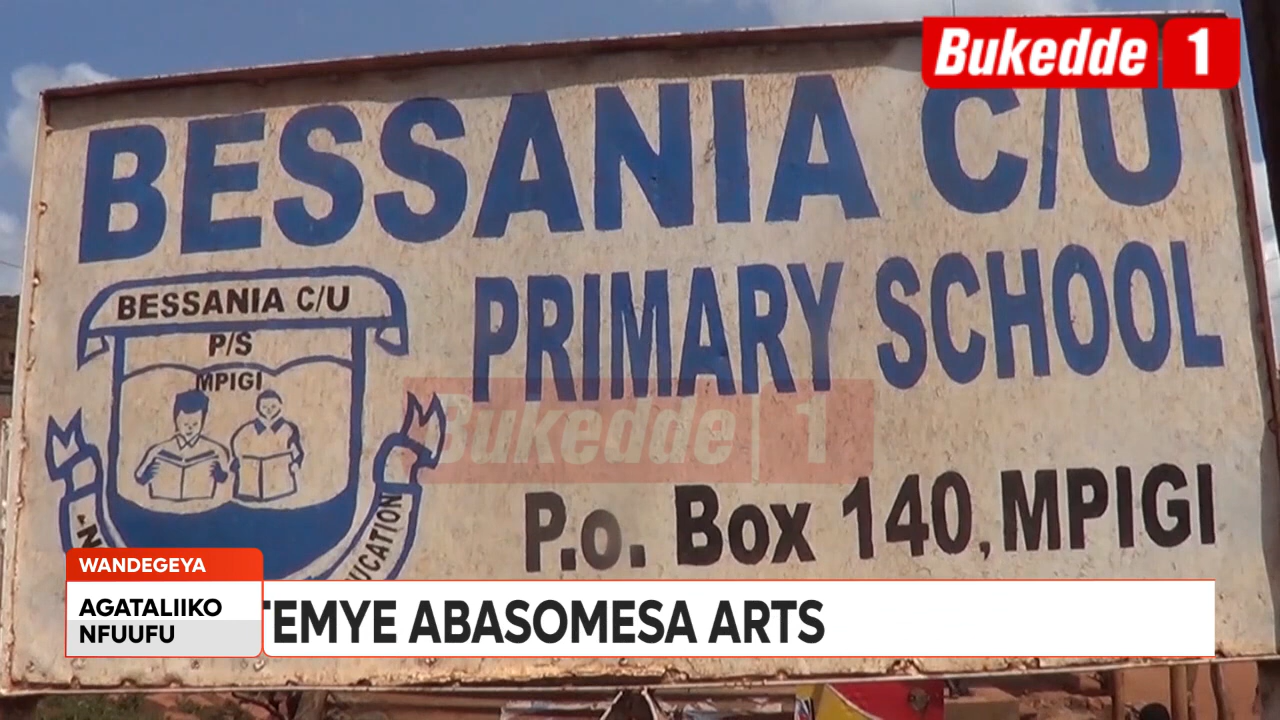 Bukedde 1
BESSANIA C/U
BESSANIA C/U
P/S
MPIGI
PRIMARY SCHOOL
Bukedde 1
P.o. Box 140, MPIGI
WANDEGEYA
AGATALIIKO
NFUUFU
TEMYE ABASOMESA ARTS